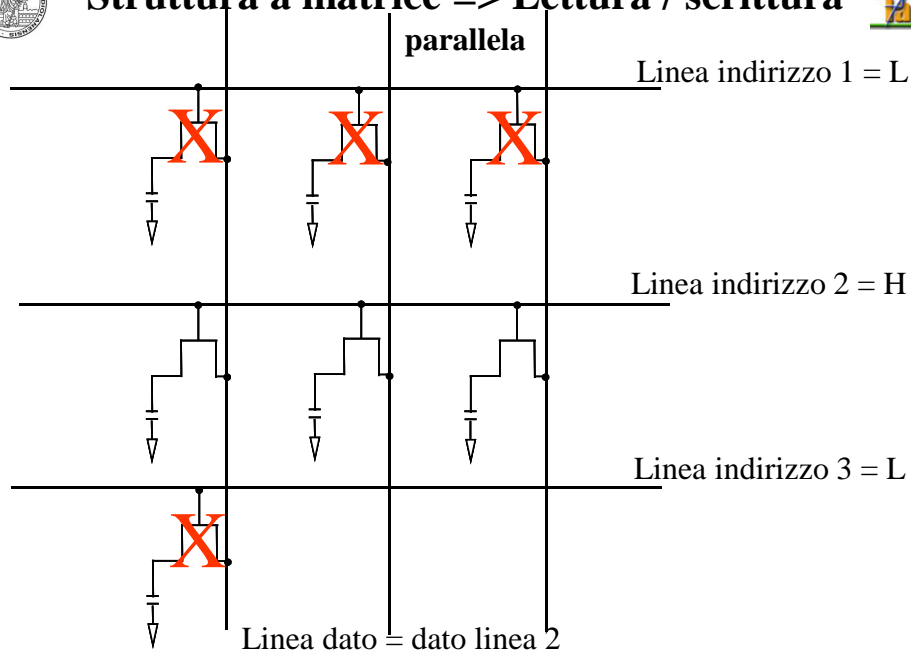 Struttura a matrice => Lettura / scrittura
parallela
Linea indirizzo 1 = L
X X X
Linea indirizzo 2 = H
Linea indirizzo 3 = L
X
Linea dato = dato linea 2